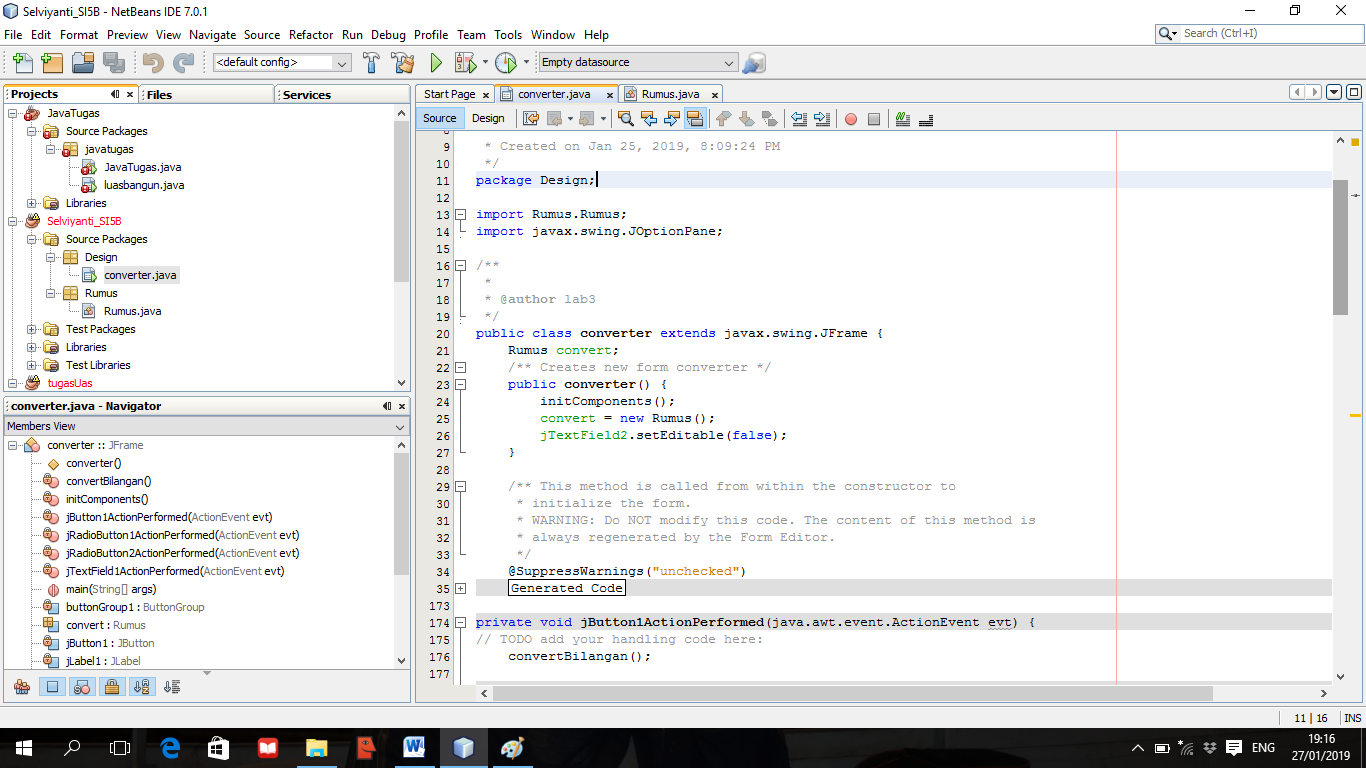 Selviyanti_SI5B - NetBeans IDE 7.0.1
File Edit Format Preview View Navigate Source Refactor Run Debug Profile Team Tools Window Help
Search (Ctrl+I)
<default config>
Empty datasource
Projects
Files
Services
JavaTugas
Source Packages
javatugas
JavaTugas.java
luasbangun.java
Libraries
Selviyanti_SI5B
Source Packages
Design
converter.java
Rumus
Rumus.java
Test Packages
Libraries
Test Libraries
tugasUas
converter.java - Navigator
Members View
converter :: JFrame
converter()
convertBilangan()
initComponents()
jButton1ActionPerformed(ActionEvent evt)
jRadioButton1ActionPerformed(ActionEvent evt)
jRadioButton2ActionPerformed(ActionEvent evt)
jTextField1ActionPerformed(ActionEvent evt)
main(String[] args)
buttonGroup1 : ButtonGroup
convert : Rumus
jButton1 : JButton
jLabel1 : JLabel
Start Page
converter.java
Rumus.java
Source
Design
9 * Created on Jan 25, 2019, 8:09:24 PM
10 */
11 package Design;
12
13 import Rumus.Rumus;
14 import javax.swing.JOptionPane;
15
16 /**
17 *
18 * @author lab3
19 */
20 public class converter extends javax.swing.JFrame {
21 Rumus convert;
22 /** Creates new form converter */
23 public converter() {
24 initComponents();
25 convert = new Rumus();
26 jTextField2.setEditable(false);
27 }
28
29 /** This method is called from within the constructor to
30 * initialize the form.
31 * WARNING: Do NOT modify this code. The content of this method is
32 * always regenerated by the Form Editor.
33 */
34 @SuppressWarnings("unchecked")
35 Generated Code
173
174 private void jButton1ActionPerformed(java.awt.event.ActionEvent evt) {
175 // TODO add your handling code here:
176 convertBilangan();
177
11 | 16 INS
ENG
19:16
27/01/2019